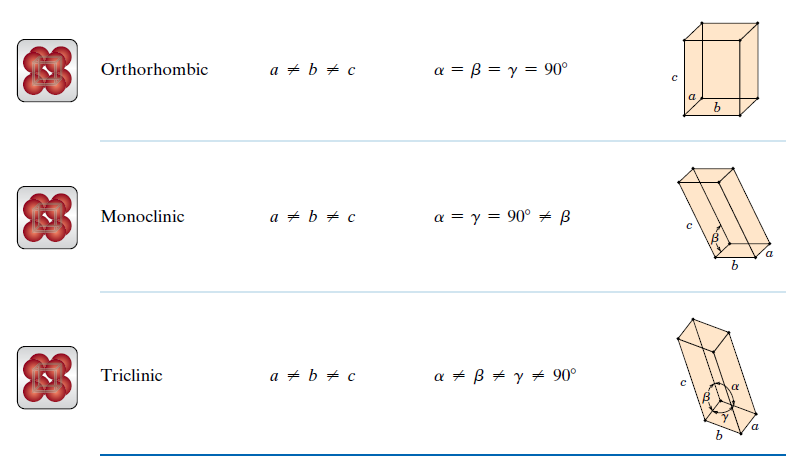 Orthorhombic a ≠ b ≠ c α = β = γ = 90°
c
a
b
Monoclinic a ≠ b ≠ c α = γ = 90° ≠ β
c
β
a
b
Triclinic a ≠ b ≠ c α ≠ β ≠ γ ≠ 90°
c
α
β
γ
a
b